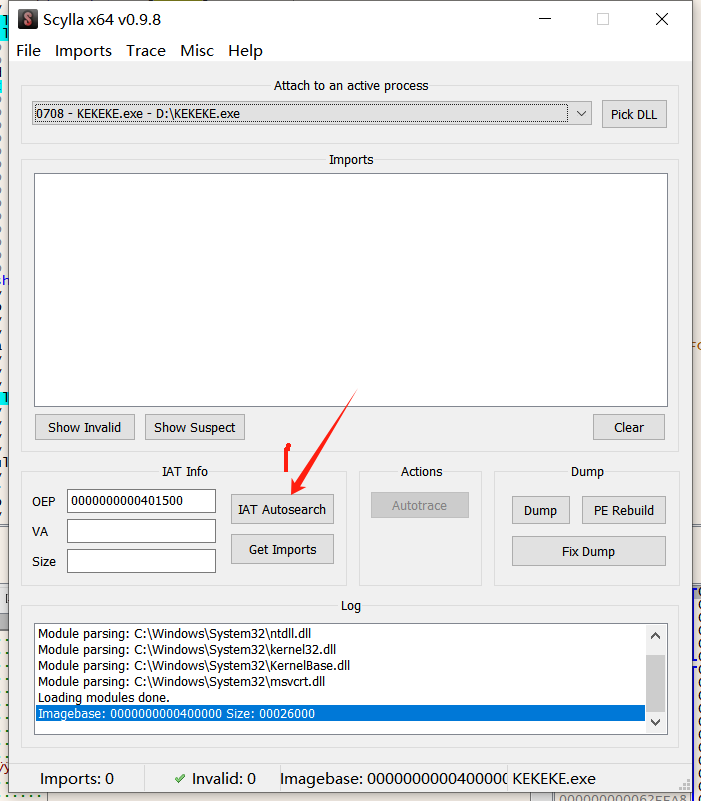 Scylla x64 v0.9.8
File Imports Trace Misc Help
Attach to an active process
0708 - KEKEKE.exe - D:\KEKEKE.exe
Pick DLL
Imports
Show Invalid
Show Suspect
Clear
IAT Info
OEP 0000000000401500
IAT Autosearch
VA
Size
Get Imports
Actions
Autotrace
Dump
Dump
PE Rebuild
Fix Dump
Log
Module parsing: C:\Windows\System32\ntdll.dll
Module parsing: C:\Windows\System32\kernel32.dll
Module parsing: C:\Windows\System32\KernelBase.dll
Module parsing: C:\Windows\System32\msvcrt.dll
Loading modules done.
Imagebase: 0000000000400000 Size: 00026000
Imports: 0
Invalid: 0
Imagebase: 0000000000400000
KEKEKE.exe